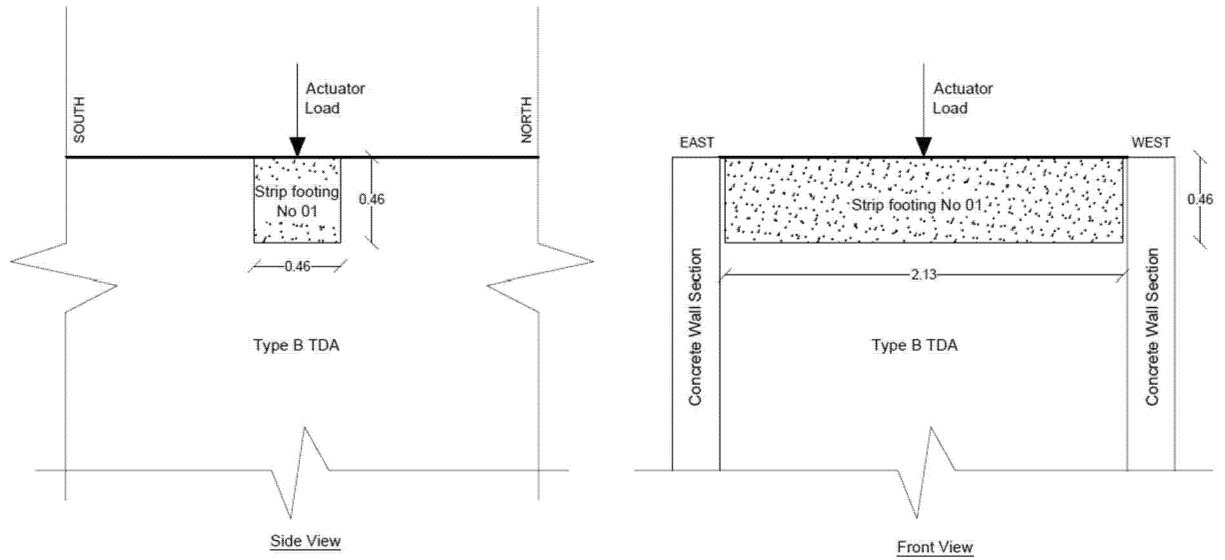 Actuator
Load
SOUTH
NORTH
Strip footing
No 01
0.46
0.46
Type B TDA
Side View
Actuator
Load
EAST
WEST
Strip footing No 01
0.46
2.13
Concrete Wall Section
Type B TDA
Concrete Wall Section
Front View